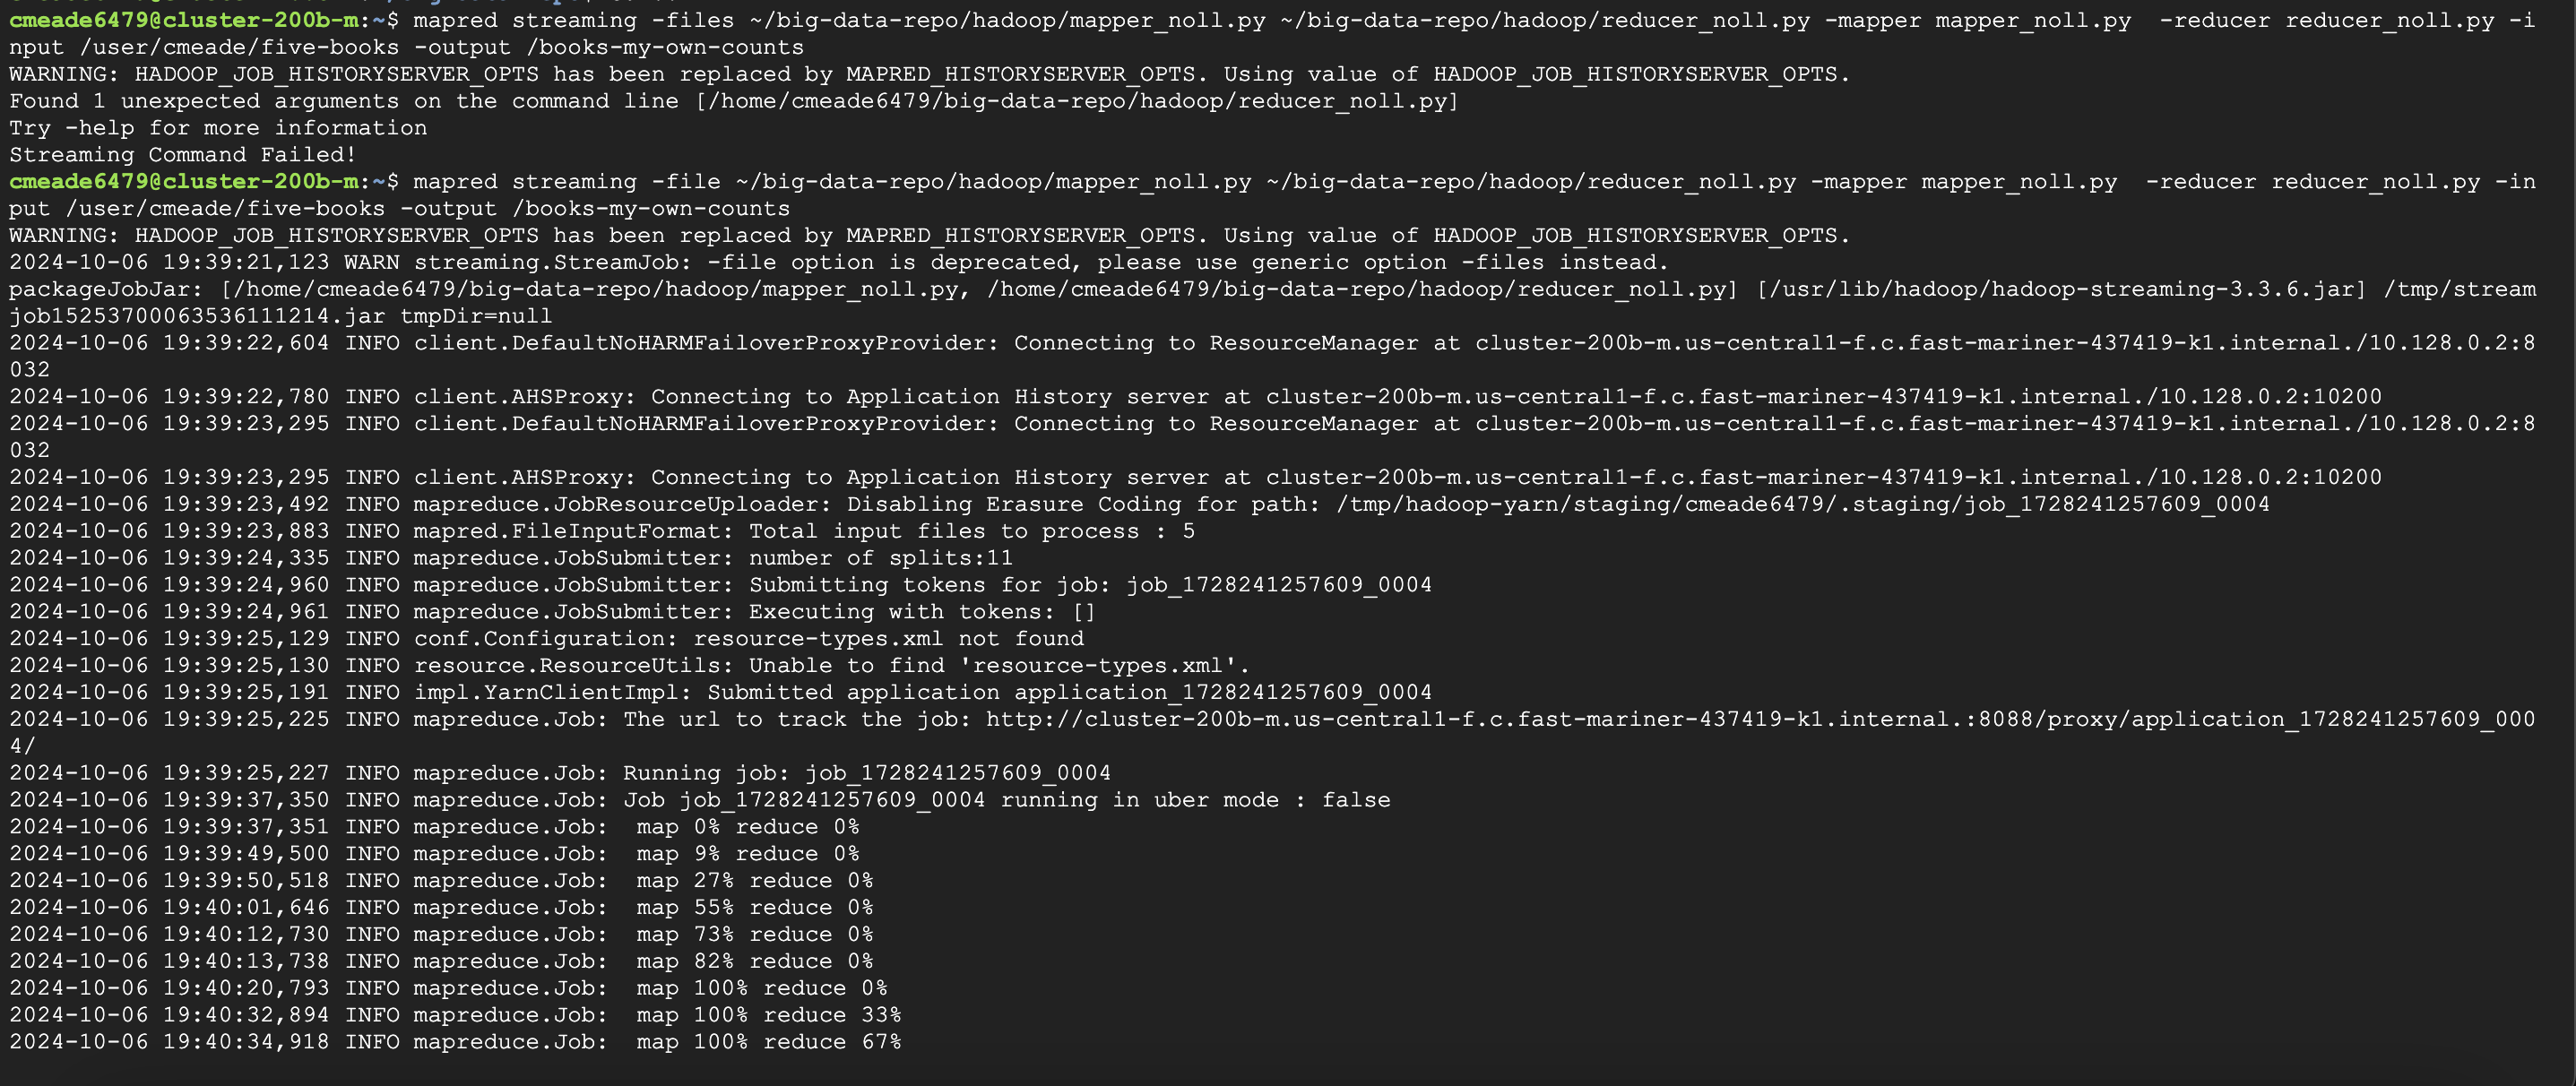 cmeade6479@cluster-200b-m:~$ mapred streaming -files ~/big-data-repo/hadoop/mapper_noll.py ~/big-data-repo/hadoop/reducer_noll.py -mapper mapper_noll.py  -reducer reducer_noll.py -i
nput /user/cmeade/five-books -output /books-my-own-counts
WARNING: HADOOP_JOB_HISTORYSERVER_OPTS has been replaced by MAPRED_HISTORYSERVER_OPTS. Using value of HADOOP_JOB_HISTORYSERVER_OPTS.
Found 1 unexpected arguments on the command line [/home/cmeade6479/big-data-repo/hadoop/reducer_noll.py]
Try -help for more information
Streaming Command Failed!
cmeade6479@cluster-200b-m:~$ mapred streaming -file ~/big-data-repo/hadoop/mapper_noll.py ~/big-data-repo/hadoop/reducer_noll.py -mapper mapper_noll.py  -reducer reducer_noll.py -in
put /user/cmeade/five-books -output /books-my-own-counts
WARNING: HADOOP_JOB_HISTORYSERVER_OPTS has been replaced by MAPRED_HISTORYSERVER_OPTS. Using value of HADOOP_JOB_HISTORYSERVER_OPTS.
2024-10-06 19:39:21,123 WARN streaming.StreamJob: -file option is deprecated, please use generic option -files instead.
packageJobJar: [/home/cmeade6479/big-data-repo/hadoop/mapper_noll.py, /home/cmeade6479/big-data-repo/hadoop/reducer_noll.py] [/usr/lib/hadoop/hadoop-streaming-3.3.6.jar] /tmp/stream
job15253700063536111214.jar tmpDir=null
2024-10-06 19:39:22,604 INFO client.DefaultNoHARMFailoverProxyProvider: Connecting to ResourceManager at cluster-200b-m.us-central1-f.c.fast-mariner-437419-k1.internal./10.128.0.2:8
032
2024-10-06 19:39:22,780 INFO client.AHSProxy: Connecting to Application History server at cluster-200b-m.us-central1-f.c.fast-mariner-437419-k1.internal./10.128.0.2:10200
2024-10-06 19:39:23,295 INFO client.DefaultNoHARMFailoverProxyProvider: Connecting to ResourceManager at cluster-200b-m.us-central1-f.c.fast-mariner-437419-k1.internal./10.128.0.2:8
032
2024-10-06 19:39:23,295 INFO client.AHSProxy: Connecting to Application History server at cluster-200b-m.us-central1-f.c.fast-mariner-437419-k1.internal./10.128.0.2:10200
2024-10-06 19:39:23,492 INFO mapreduce.JobResourceUploader: Disabling Erasure Coding for path: /tmp/hadoop-yarn/staging/cmeade6479/.staging/job_1728241257609_0004
2024-10-06 19:39:23,883 INFO mapred.FileInputFormat: Total input files to process : 5
2024-10-06 19:39:24,335 INFO mapreduce.JobSubmitter: number of splits:11
2024-10-06 19:39:24,960 INFO mapreduce.JobSubmitter: Submitting tokens for job: job_1728241257609_0004
2024-10-06 19:39:24,961 INFO mapreduce.JobSubmitter: Executing with tokens: []
2024-10-06 19:39:25,129 INFO conf.Configuration: resource-types.xml not found
2024-10-06 19:39:25,130 INFO resource.ResourceUtils: Unable to find 'resource-types.xml'.
2024-10-06 19:39:25,191 INFO impl.YarnClientImpl: Submitted application application_1728241257609_0004
2024-10-06 19:39:25,225 INFO mapreduce.Job: The url to track the job: http://cluster-200b-m.us-central1-f.c.fast-mariner-437419-k1.internal.:8088/proxy/application_1728241257609_000
4/
2024-10-06 19:39:25,227 INFO mapreduce.Job: Running job: job_1728241257609_0004
2024-10-06 19:39:37,350 INFO mapreduce.Job: Job job_1728241257609_0004 running in uber mode : false
2024-10-06 19:39:37,351 INFO mapreduce.Job:  map 0% reduce 0%
2024-10-06 19:39:49,500 INFO mapreduce.Job:  map 9% reduce 0%
2024-10-06 19:39:50,518 INFO mapreduce.Job:  map 27% reduce 0%
2024-10-06 19:40:01,646 INFO mapreduce.Job:  map 55% reduce 0%
2024-10-06 19:40:12,730 INFO mapreduce.Job:  map 73% reduce 0%
2024-10-06 19:40:13,738 INFO mapreduce.Job:  map 82% reduce 0%
2024-10-06 19:40:20,793 INFO mapreduce.Job:  map 100% reduce 0%
2024-10-06 19:40:32,894 INFO mapreduce.Job:  map 100% reduce 33%
2024-10-06 19:40:34,918 INFO mapreduce.Job:  map 100% reduce 67%